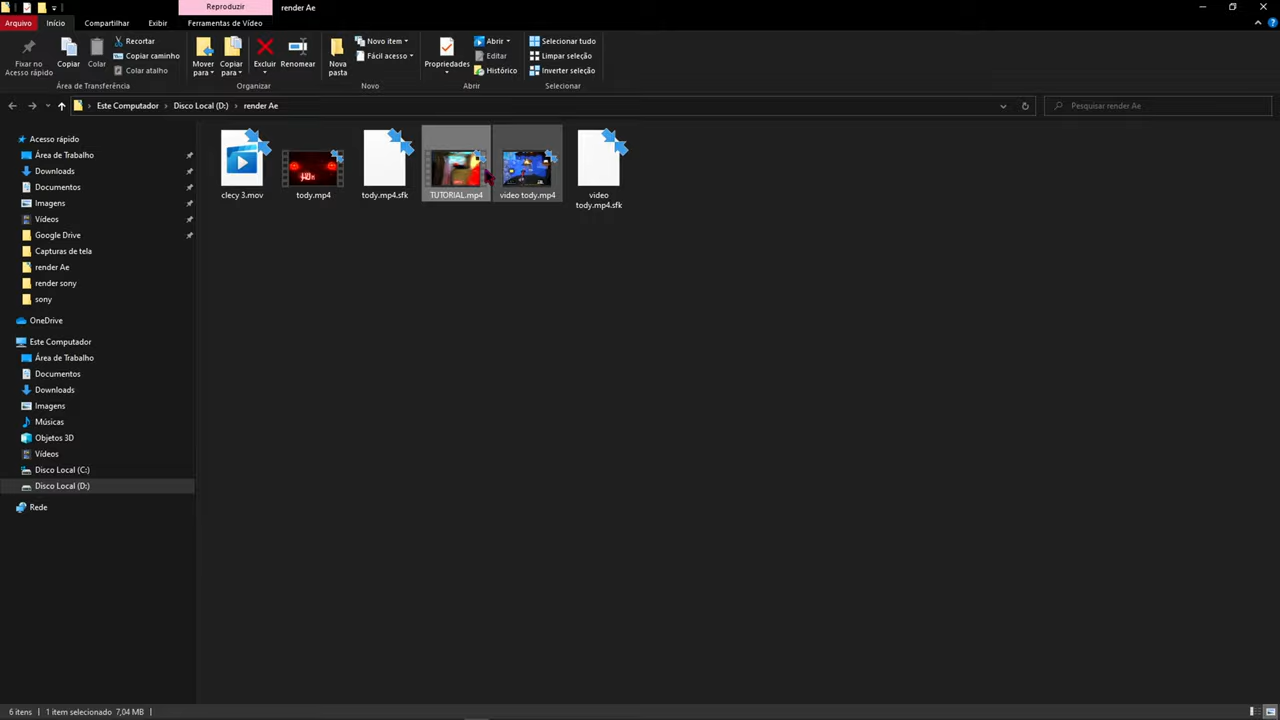 Reproduzir
render Ae
Arquivo
Início
Compartilhar
Exibir
Ferramentas de Vídeo
Fixar no
Acesso rápido
Copiar
Colar
Recortar
Copiar caminho
Colar atalho
Área de Transferência
Mover
para
Copiar
para
Excluir
Renomear
Organizar
Nova
pasta
Novo item
Fácil acesso
Novo
Propriedades
Abrir
Editar
Histórico
Abrir
Selecionar tudo
Limpar seleção
Inverter seleção
Selecionar
Este Computador
Disco Local (D:)
render Ae
Pesquisar render Ae
Acesso rápido
Área de Trabalho
Downloads
Documentos
Imagens
Vídeos
Google Drive
Capturas de tela
render Ae
render sony
sony
OneDrive
Este Computador
Área de Trabalho
Documentos
Downloads
Imagens
Músicas
Objetos 3D
Vídeos
Disco Local (C:)
Disco Local (D:)
Rede
clecy 3.mov
tody.mp4
tody.mp4.sfk
TUTORIAL.mp4
video tody.mp4
video
tody.mp4.sfk
6 itens
1 item selecionado 7,04 MB